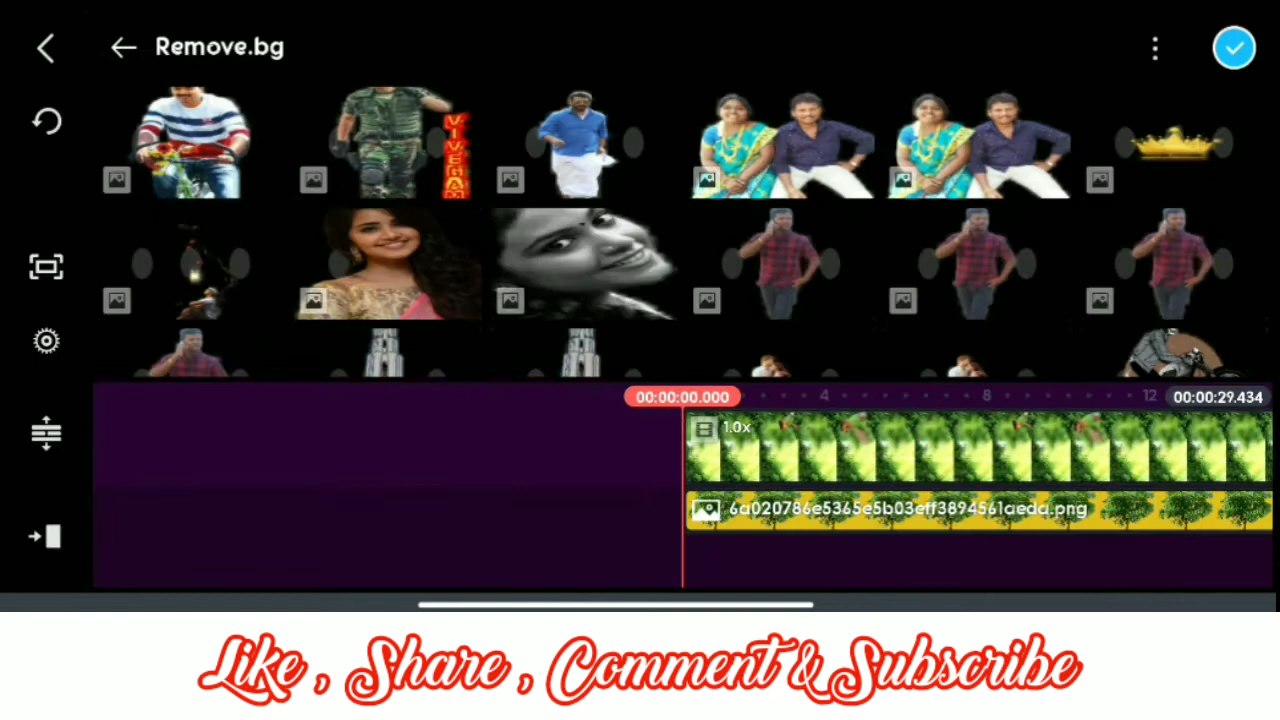 Remove.bg
VIVEGAM
00:00:00.000
4
8
12
00:00:29.434
1.0x
6a020786e5365e5b03eff3894561aeda.png
Like , Share , Comment & Subscribe